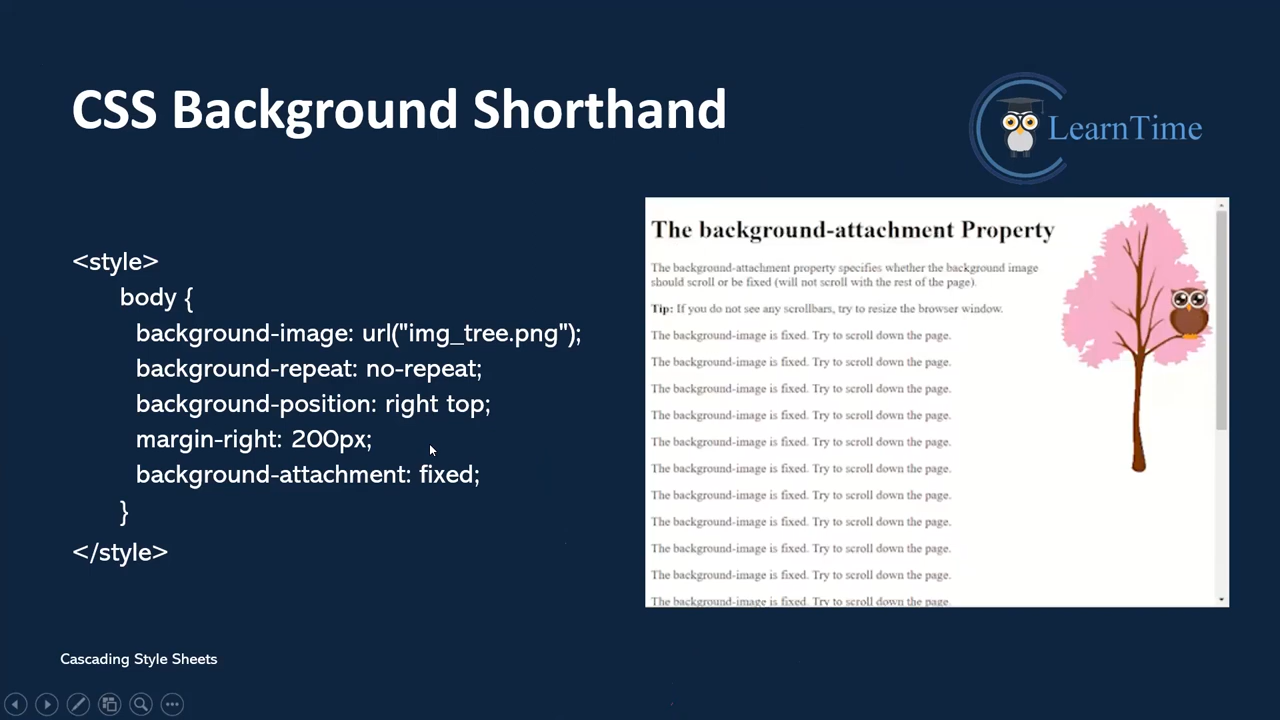 CSS Background Shorthand
LearnTime
<style>
body {
background-image: url("img_tree.png");
background-repeat: no-repeat;
background-position: right top;
margin-right: 200px;
background-attachment: fixed;
}
</style>
The background-attachment Property
The background-attachment property specifies whether the background image
should scroll or be fixed (will not scroll with the rest of the page).
Tip: If you do not see any scrollbars, try to resize the browser window.
The background-image is fixed. Try to scroll down the page.
The background-image is fixed. Try to scroll down the page.
The background-image is fixed. Try to scroll down the page.
The background-image is fixed. Try to scroll down the page.
The background-image is fixed. Try to scroll down the page.
The background-image is fixed. Try to scroll down the page.
The background-image is fixed. Try to scroll down the page.
The background-image is fixed. Try to scroll down the page.
The background-image is fixed. Try to scroll down the page.
The background-image is fixed. Try to scroll down the page.
The background-image is fixed. Try to scroll down the page.
Cascading Style Sheets